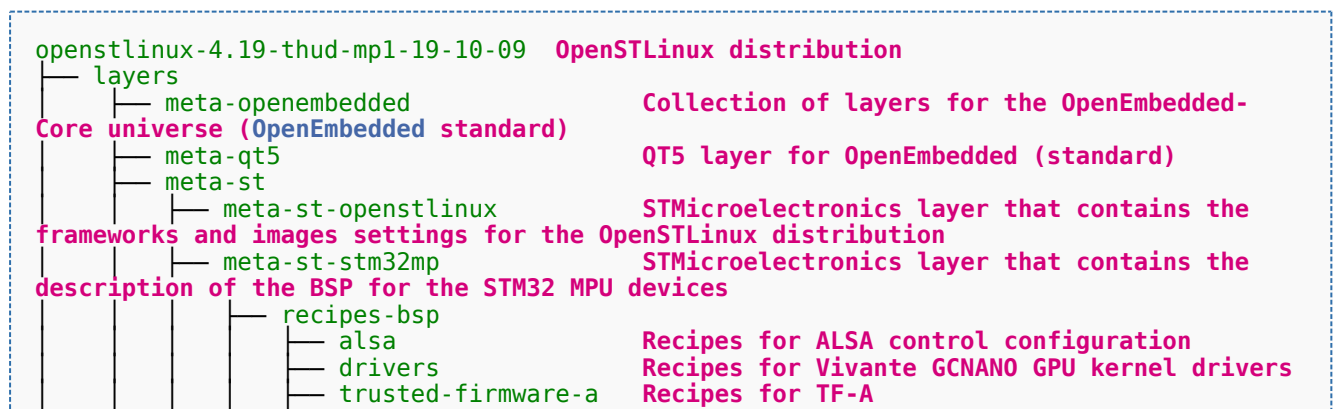 openstlinux-4.19-thud-mp1-19-10-09  OpenSTLinux distribution
├── layers
│    ├── meta-openembedded                Collection of layers for the OpenEmbedded-
Core universe (OpenEmbedded standard)
│    ├── meta-qt5                         QT5 layer for OpenEmbedded (standard)
│    ├── meta-st
│    │   ├── meta-st-openstlinux          STMicroelectronics layer that contains the
frameworks and images settings for the OpenSTLinux distribution
│    │   ├── meta-st-stm32mp              STMicroelectronics layer that contains the
description of the BSP for the STM32 MPU devices
│    │   │   ├── recipes-bsp
│    │   │   │   ├── alsa                 Recipes for ALSA control configuration
│    │   │   │   ├── drivers              Recipes for Vivante GCNANO GPU kernel drivers
│    │   │   │   ├── trusted-firmware-a   Recipes for TF-A